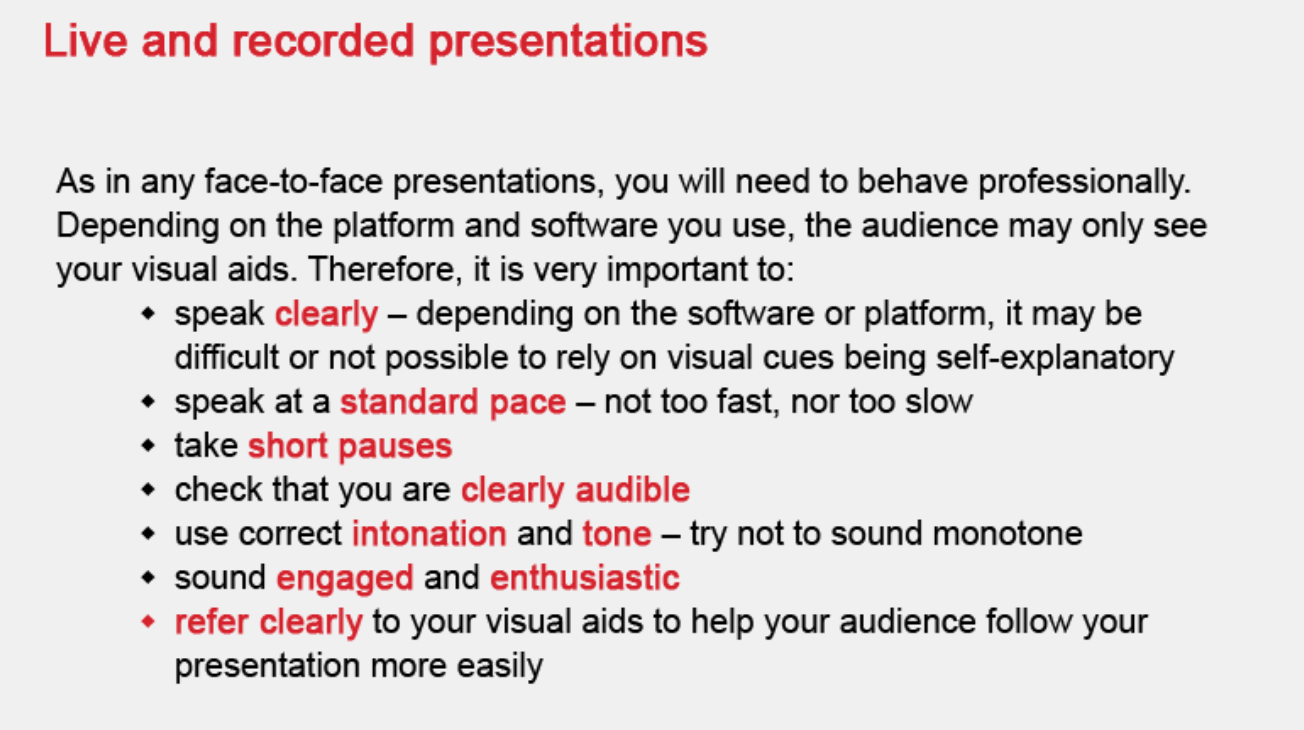 Live and recorded presentations
As in any face-to-face presentations, you will need to behave professionally.
Depending on the platform and software you use, the audience may only see
your visual aids. Therefore, it is very important to:
◆ speak clearly – depending on the software or platform, it may be
difficult or not possible to rely on visual cues being self-explanatory
◆ speak at a standard pace – not too fast, nor too slow
◆ take short pauses
◆ check that you are clearly audible
◆ use correct intonation and tone – try not to sound monotone
◆ sound engaged and enthusiastic
◆ refer clearly to your visual aids to help your audience follow your
presentation more easily